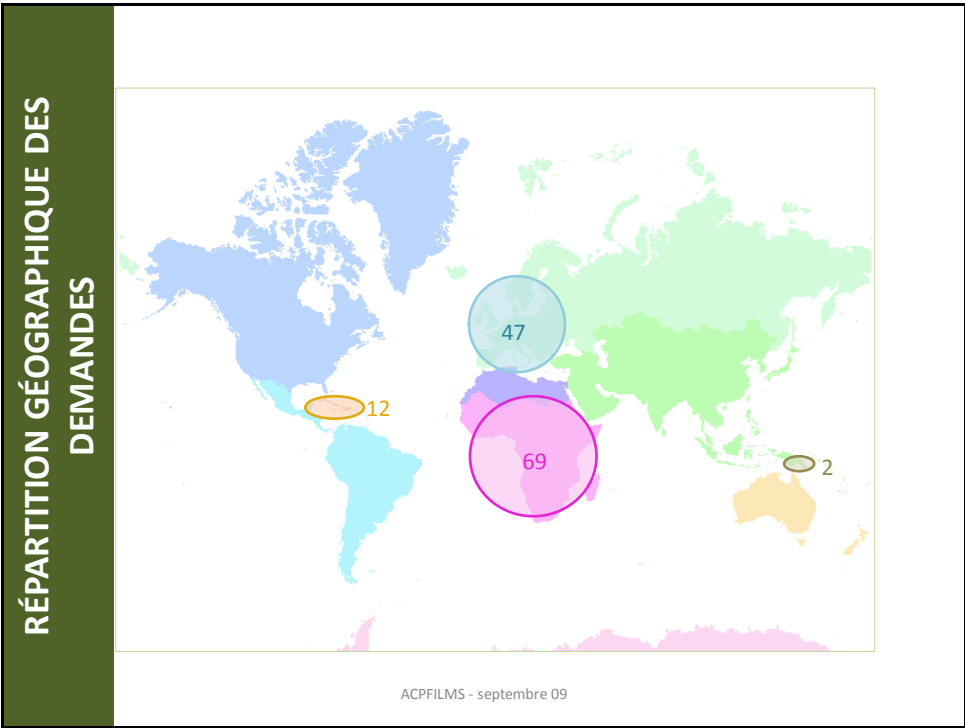 RÉPARTITION GÉOGRAPHIQUE DES
DEMANDES
47
12
69
2
ACPFILMS - septembre 09